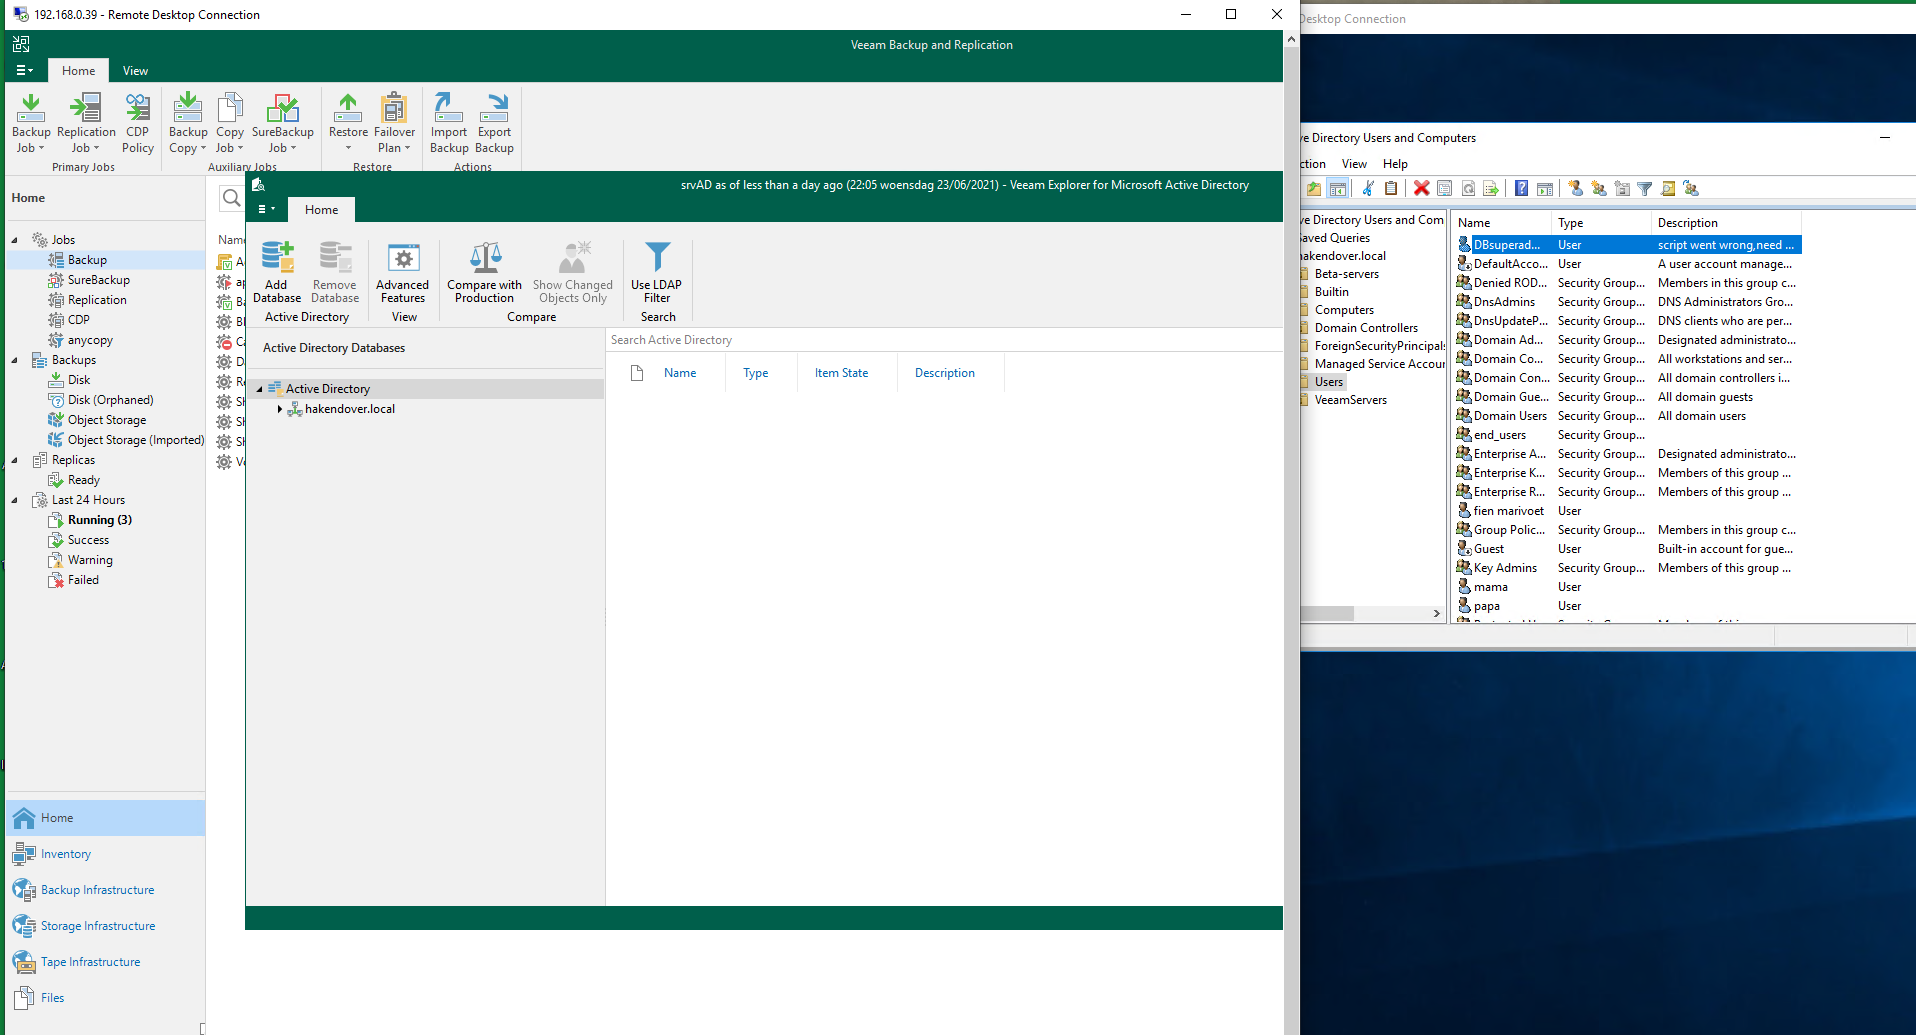 192.168.0.39 - Remote Desktop Connection
Veeam Backup and Replication
Home
View
Backup Job
Replication Job
CDP Policy
Backup Copy
Copy Job
SureBackup Job
Restore
Failover Plan
Import Backup
Export Backup
Primary Jobs
Auxiliary Jobs
Restore
Actions
Home
Jobs
Backup
SureBackup
Replication
CDP
anycopy
Backups
Disk
Disk (Orphaned)
Object Storage
Object Storage (Imported)
Replicas
Ready
Last 24 Hours
Running (3)
Success
Warning
Failed
Home
Inventory
Backup Infrastructure
Storage Infrastructure
Tape Infrastructure
Files
srvAD as of less than a day ago (22:05 woensdag 23/06/2021) - Veeam Explorer for Microsoft Active Directory
Home
Add Database
Remove Database
Advanced Features
Compare with Production
Show Changed Objects Only
Use LDAP Filter
Active Directory
View
Compare
Search
Active Directory Databases
Active Directory
hakendover.local
Search Active Directory
Name
Type
Item State
Description
Desktop Connection
ve Directory Users and Computers
ction
View
Help
ve Directory Users and Com
Saved Queries
hakendover.local
Beta-servers
Builtin
Computers
Domain Controllers
ForeignSecurityPrincipals
Managed Service Accour
Users
VeeamServers
Name Type Description
DBsuperad... User script went wrong,need ...
DefaultAcco... User A user account manage...
Denied ROD... Security Group... Members in this group c...
DnsAdmins Security Group... DNS Administrators Gro...
DnsUpdateP... Security Group... DNS clients who are per...
Domain Ad... Security Group... Designated administrato...
Domain Co... Security Group... All workstations and ser...
Domain Con... Security Group... All domain controllers i...
Domain Gue... Security Group... All domain guests
Domain Users Security Group... All domain users
end_users Security Group...
Enterprise A... Security Group... Designated administrato...
Enterprise K... Security Group... Members of this group ...
Enterprise R... Security Group... Members of this group ...
fien marivoet User
Group Polic... Security Group... Members in this group c...
Guest User Built-in account for gue...
Key Admins Security Group... Members of this group ...
mama User
papa User